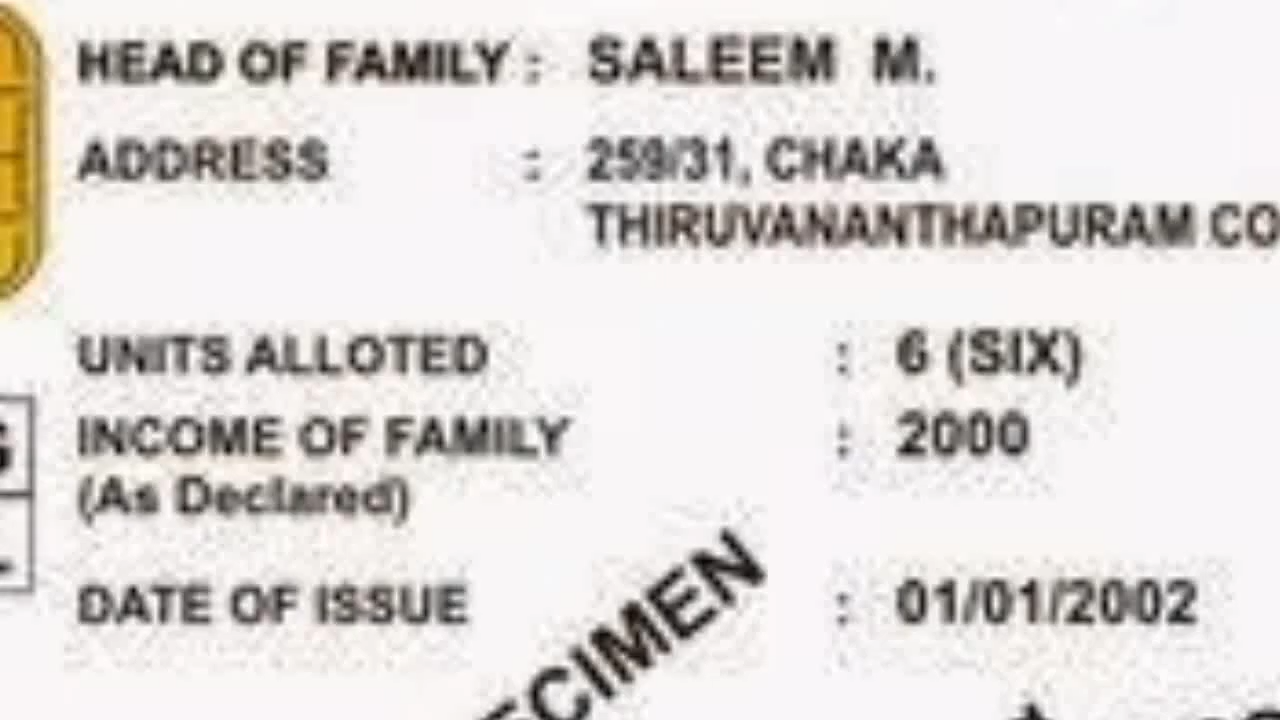 HEAD OF FAMILY : SALEEM M.
ADDRESS : 259/31, CHAKA
THIRUVANANTHAPURAM CO
UNITS ALLOTED : 6 (SIX)
INCOME OF FAMILY : 2000
(As Declared)
DATE OF ISSUE : 01/01/2002
ECIMEN